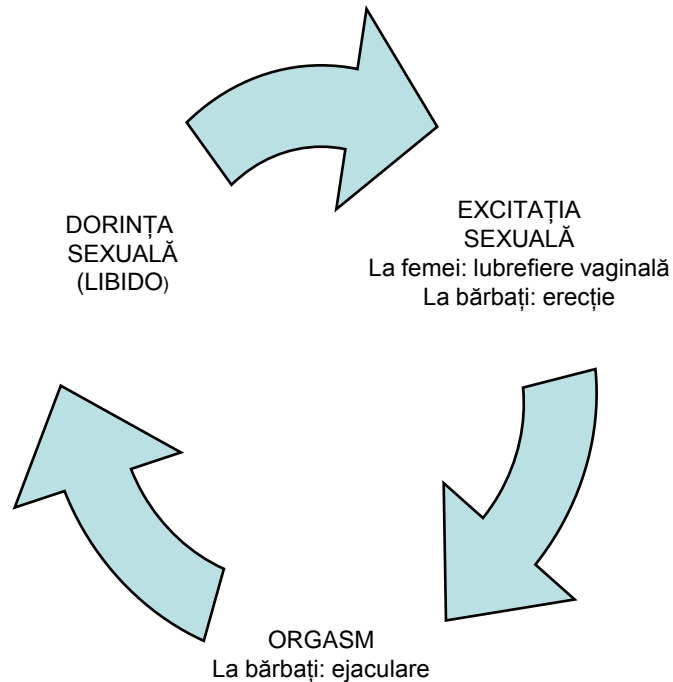 DORINȚA
SEXUALĂ
(LIBIDO)
EXCITAȚIA
SEXUALĂ
La femei: lubrefiere vaginală
La bărbați: erecție
ORGASM
La bărbați: ejaculare